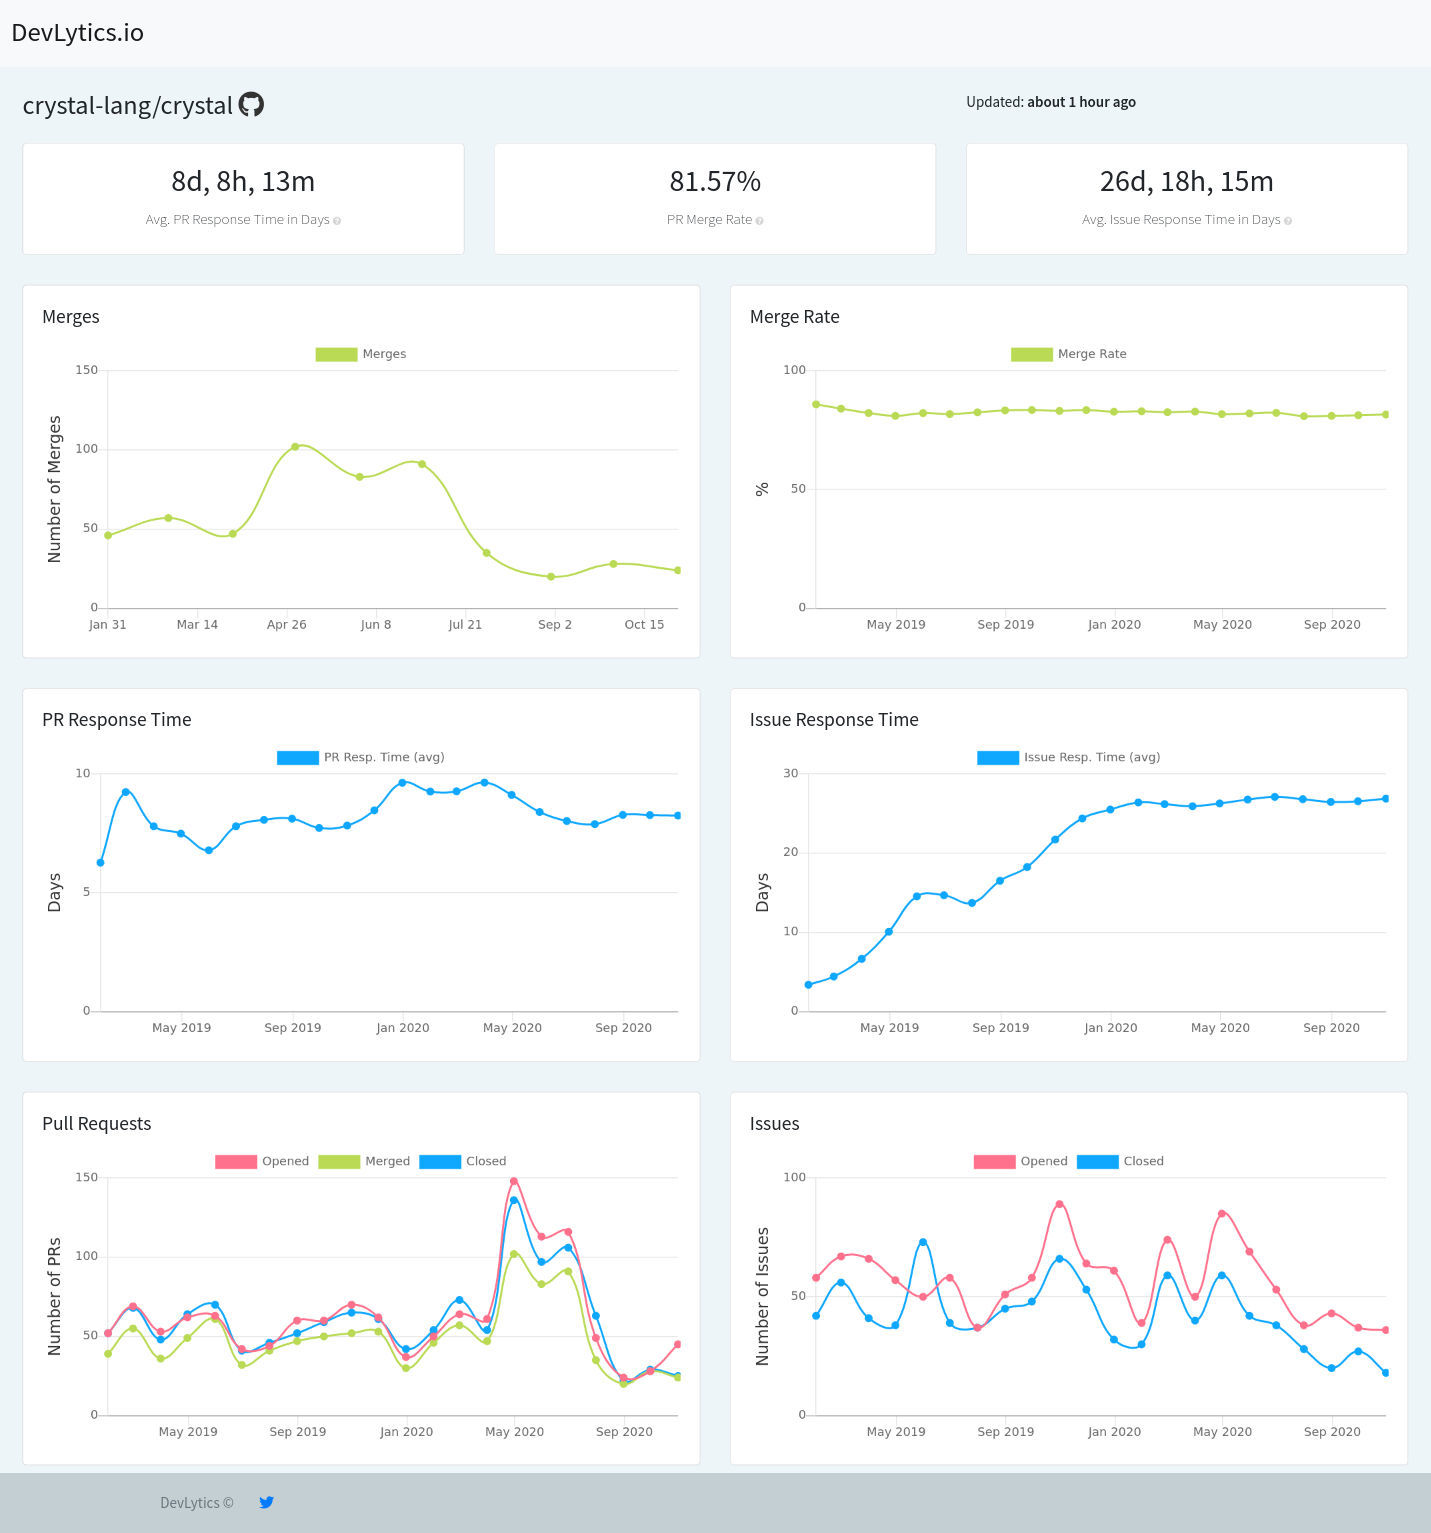 DevLytics.io
crystal-lang/crystal
Updated: about 1 hour ago
8d, 8h, 13m
Avg. PR Response Time in Days
81.57%
PR Merge Rate
26d, 18h, 15m
Avg. Issue Response Time in Days
Merges
Merges
Number of Merges
150
100
50
0
Jan 31 Mar 14 Apr 26 Jun 8 Jul 21 Sep 2 Oct 15
Merge Rate
Merge Rate
%
100
50
0
May 2019 Sep 2019 Jan 2020 May 2020 Sep 2020
PR Response Time
PR Resp. Time (avg)
Days
10
5
0
May 2019 Sep 2019 Jan 2020 May 2020 Sep 2020
Issue Response Time
Issue Resp. Time (avg)
Days
30
20
10
0
May 2019 Sep 2019 Jan 2020 May 2020 Sep 2020
Pull Requests
Opened Merged Closed
Number of PRs
150
100
50
0
May 2019 Sep 2019 Jan 2020 May 2020 Sep 2020
Issues
Opened Closed
Number of Issues
100
50
0
May 2019 Sep 2019 Jan 2020 May 2020 Sep 2020
DevLytics ©